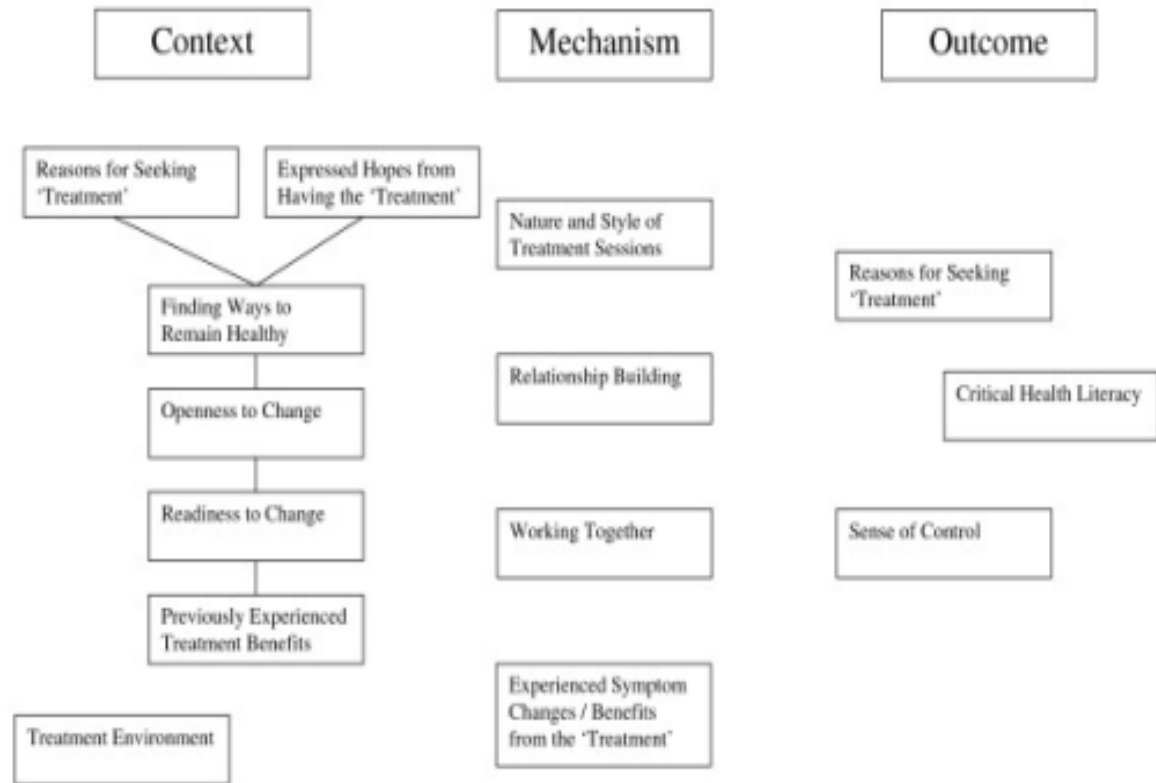 Context
Mechanism
Outcome
Reasons for Seeking
'Treatment'
Expressed Hopes from
Having the 'Treatment'
Finding Ways to
Remain Healthy
Openness to Change
Readiness to Change
Previously Experienced
Treatment Benefits
Treatment Environment
Nature and Style of
Treatment Sessions
Relationship Building
Working Together
Experienced Symptom
Changes / Benefits
from the 'Treatment'
Reasons for Seeking
'Treatment'
Critical Health Literacy
Sense of Control